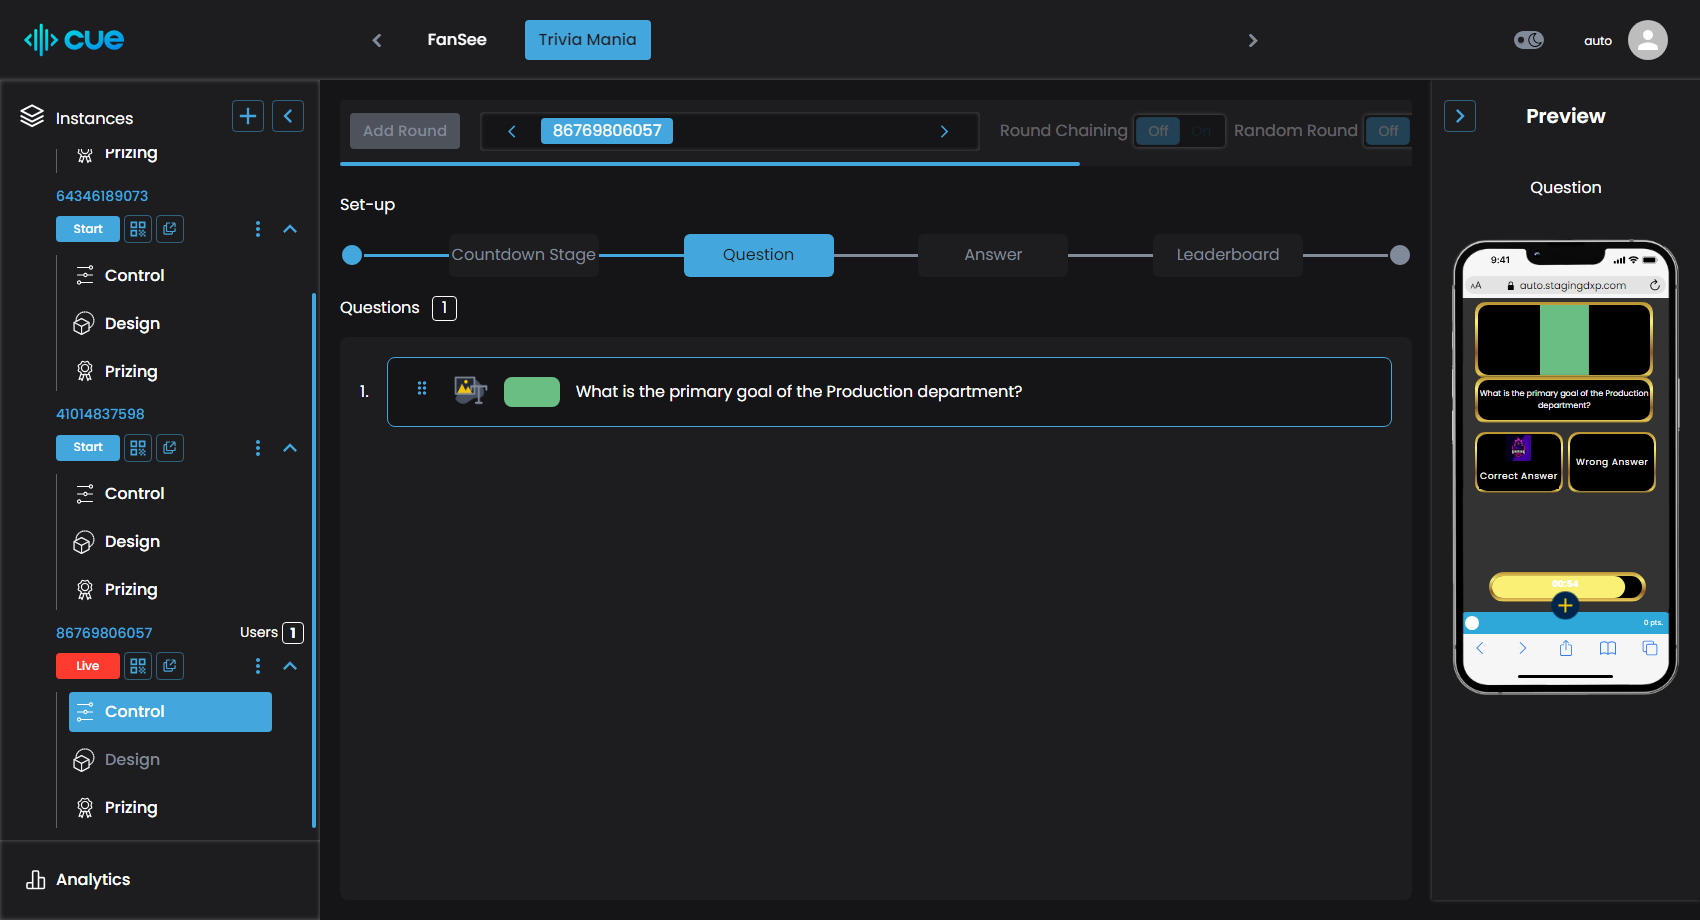 cue
FanSee
Trivia Mania
auto
Instances
Prizing
64346189073
Start
Control
Design
Prizing
41014837598
Start
Control
Design
Prizing
86769806057
Users 1
Live
Control
Design
Prizing
Analytics
Add Round
86769806057
Round Chaining
Off
On
Random Round
Off
Set-up
Countdown Stage
Question
Answer
Leaderboard
Questions 1
1.
What is the primary goal of the Production department?
Preview
Question
9:41
AA
auto.stagingdxp.com
What is the primary goal of the Production
department?
Correct Answer
Wrong Answer
00:54
0 pts.